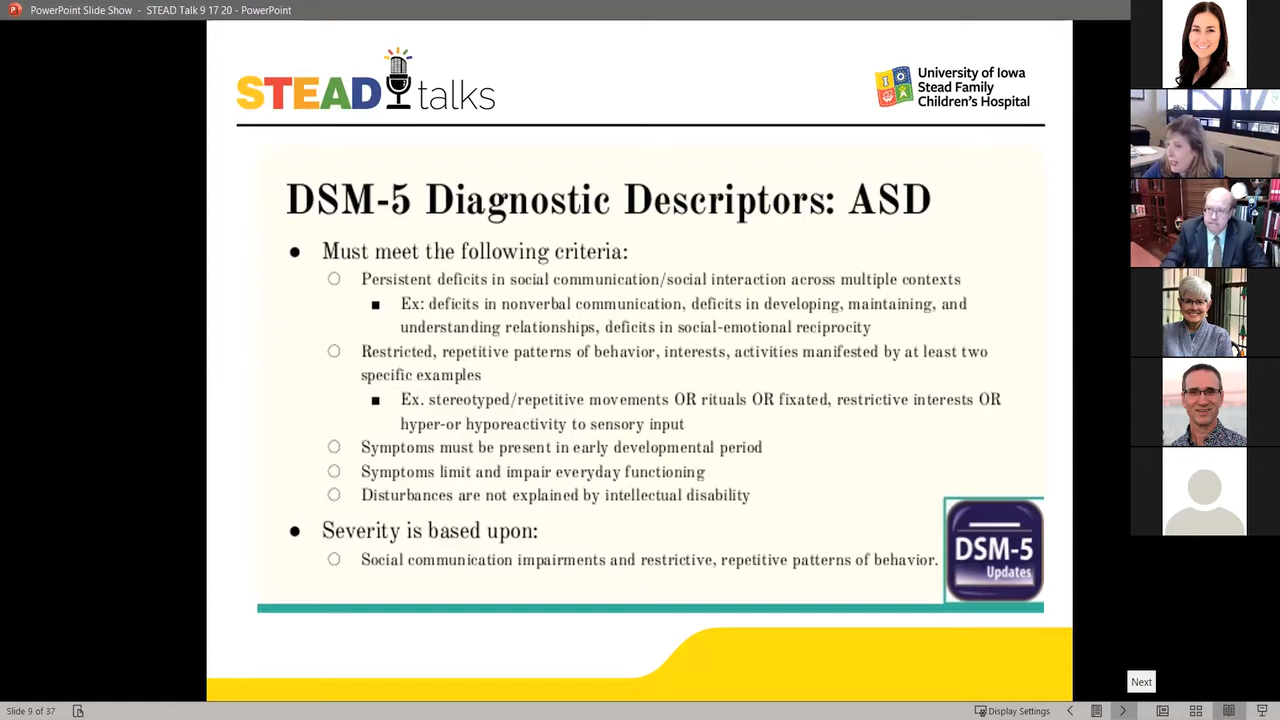 PowerPoint Slide Show - STEAD Talk 9 17 20 - PowerPoint
STEAD talks
University of Iowa
Stead Family
Children's Hospital
DSM-5 Diagnostic Descriptors: ASD
● Must meet the following criteria:
○ Persistent deficits in social communication/social interaction across multiple contexts
■ Ex: deficits in nonverbal communication, deficits in developing, maintaining, and
understanding relationships, deficits in social-emotional reciprocity
○ Restricted, repetitive patterns of behavior, interests, activities manifested by at least two
specific examples
■ Ex. stereotyped/repetitive movements OR rituals OR fixated, restrictive interests OR
hyper-or hyporeactivity to sensory input
○ Symptoms must be present in early developmental period
○ Symptoms limit and impair everyday functioning
○ Disturbances are not explained by intellectual disability
● Severity is based upon:
○ Social communication impairments and restrictive, repetitive patterns of behavior.
DSM-5
Updates
Next
Slide 9 of 37
Display Settings